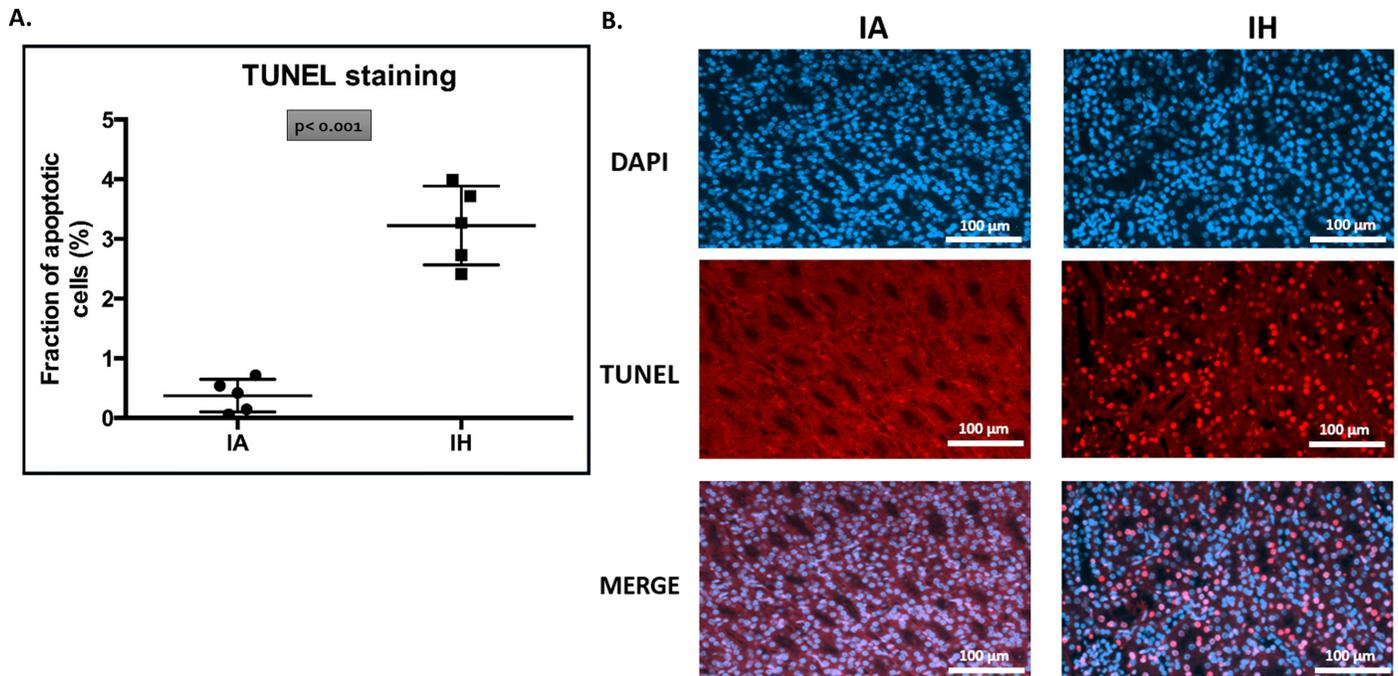 A.
TUNEL staining
p< 0.001
Fraction of apoptotic
cells (%)
5
4
3
2
1
0
IA
IH
B.
IA
IH
DAPI
100 µm
100 µm
TUNEL
100 µm
100 µm
MERGE
100 µm
100 µm